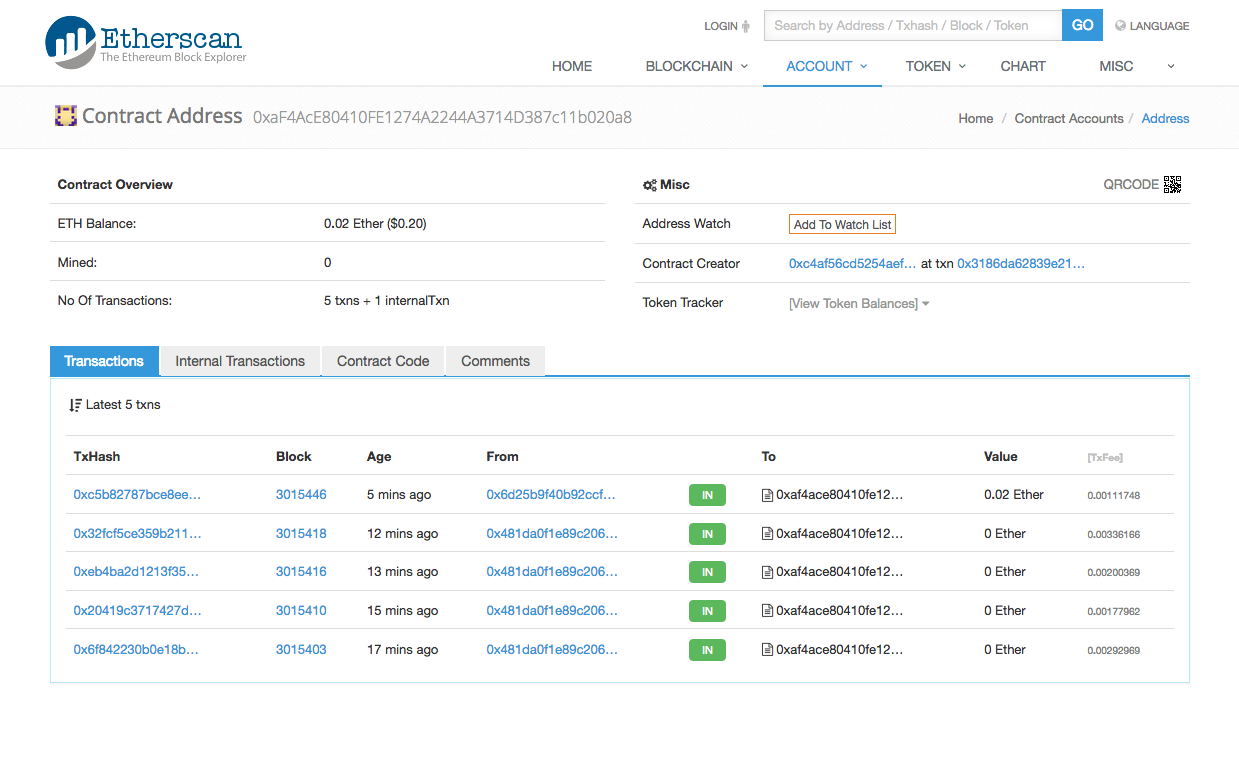 Etherscan
The Ethereum Block Explorer
LOGIN Search by Address / Txhash / Block / Token GO LANGUAGE
HOME BLOCKCHAIN ACCOUNT TOKEN CHART MISC
Contract Address 0xaF4AcE80410FE1274A2244A3714D387c11b020a8 Home / Contract Accounts / Address
Contract Overview
ETH Balance: 0.02 Ether ($0.20)
Mined: 0
No Of Transactions: 5 txns + 1 internalTxn
Misc QRCODE
Address Watch Add To Watch List
Contract Creator 0xc4af56cd5254aef... at txn 0x3186da62839e21...
Token Tracker [View Token Balances]
Transactions Internal Transactions Contract Code Comments
Latest 5 txns
TxHash Block Age From To Value [TxFee]
0xc5b82787bce8ee... 3015446 5 mins ago 0x6d25b9f40b92ccf... IN 0xaf4ace80410fe12... 0.02 Ether 0.00111748
0x32fcf5ce359b211... 3015418 12 mins ago 0x481da0f1e89c206... IN 0xaf4ace80410fe12... 0 Ether 0.00336166
0xeb4ba2d1213f35... 3015416 13 mins ago 0x481da0f1e89c206... IN 0xaf4ace80410fe12... 0 Ether 0.00200369
0x20419c3717427d... 3015410 15 mins ago 0x481da0f1e89c206... IN 0xaf4ace80410fe12... 0 Ether 0.00177962
0x6f842230b0e18b... 3015403 17 mins ago 0x481da0f1e89c206... IN 0xaf4ace80410fe12... 0 Ether 0.00292969